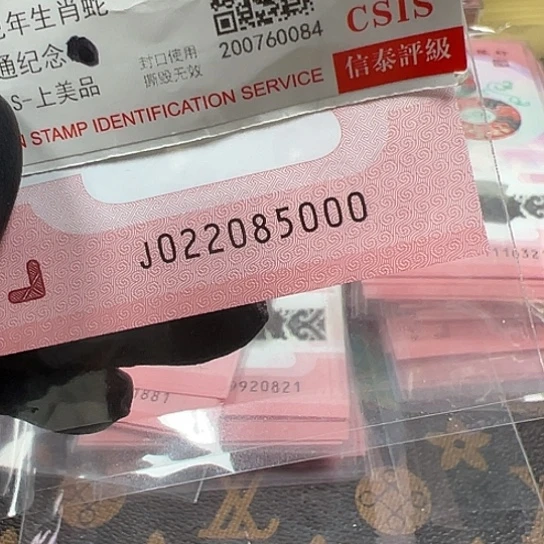 年生肖蛇
通纪念
S-上美品
封口使用
撕毁无效
200760084
CSIS
信泰評級
N STAMP IDENTIFICATION SERVICE
J022085000
9920821
1881